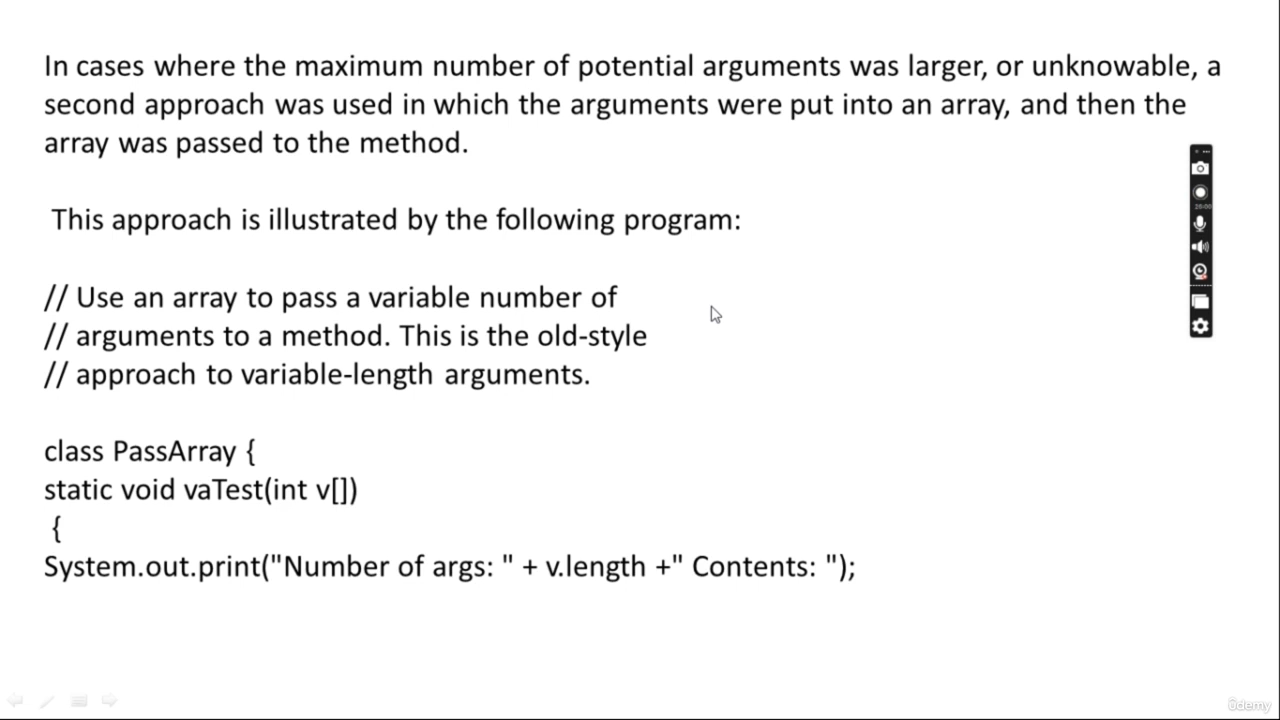 In cases where the maximum number of potential arguments was larger, or unknowable, a
second approach was used in which the arguments were put into an array, and then the
array was passed to the method.
This approach is illustrated by the following program:
// Use an array to pass a variable number of
// arguments to a method. This is the old-style
// approach to variable-length arguments.
class PassArray {
static void vaTest(int v[])
{
System.out.print("Number of args: " + v.length +" Contents: ");
ûdemy